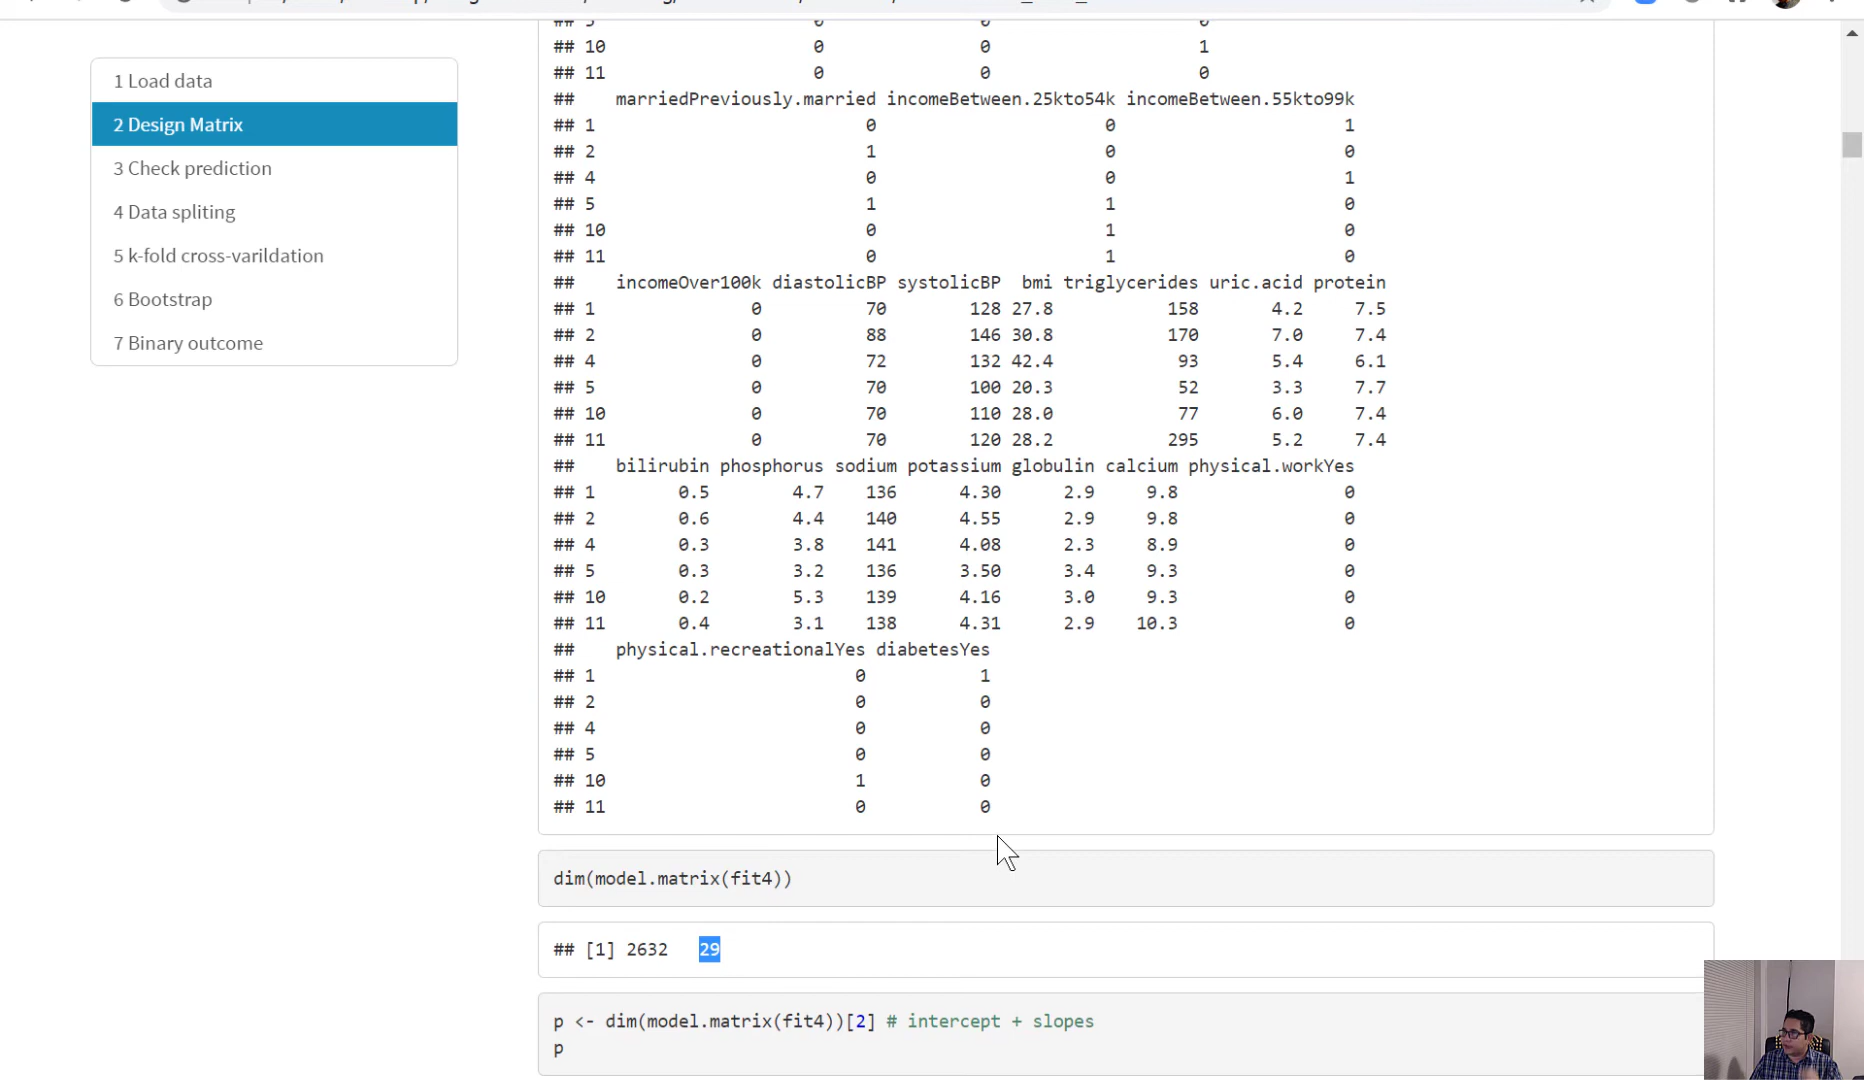 1 Load data
2 Design Matrix
3 Check prediction
4 Data spliting
5 k-fold cross-varildation
6 Bootstrap
7 Binary outcome
## 10 0 0 1
## 11 0 0 0
## marriedPreviously.married incomeBetween.25kto54k incomeBetween.55kto99k
## 1 0 0 1
## 2 1 0 0
## 4 0 0 1
## 5 1 1 0
## 10 0 1 0
## 11 0 1 0
## incomeOver100k diastolicBP systolicBP bmi triglycerides uric.acid protein
## 1 0 70 128 27.8 158 4.2 7.5
## 2 0 88 146 30.8 170 7.0 7.4
## 4 0 72 132 42.4 93 5.4 6.1
## 5 0 70 100 20.3 52 3.3 7.7
## 10 0 70 110 28.0 77 6.0 7.4
## 11 0 70 120 28.2 295 5.2 7.4
## bilirubin phosphorus sodium potassium globulin calcium physical.workYes
## 1 0.5 4.7 136 4.30 2.9 9.8 0
## 2 0.6 4.4 140 4.55 2.9 9.8 0
## 4 0.3 3.8 141 4.08 2.3 8.9 0
## 5 0.3 3.2 136 3.50 3.4 9.3 0
## 10 0.2 5.3 139 4.16 3.0 9.3 0
## 11 0.4 3.1 138 4.31 2.9 10.3 0
## physical.recreationalYes diabetesYes
## 1 0 1
## 2 0 0
## 4 0 0
## 5 0 0
## 10 1 0
## 11 0 0
dim(model.matrix(fit4))
## [1] 2632 29
p <- dim(model.matrix(fit4))[2] # intercept + slopes
p